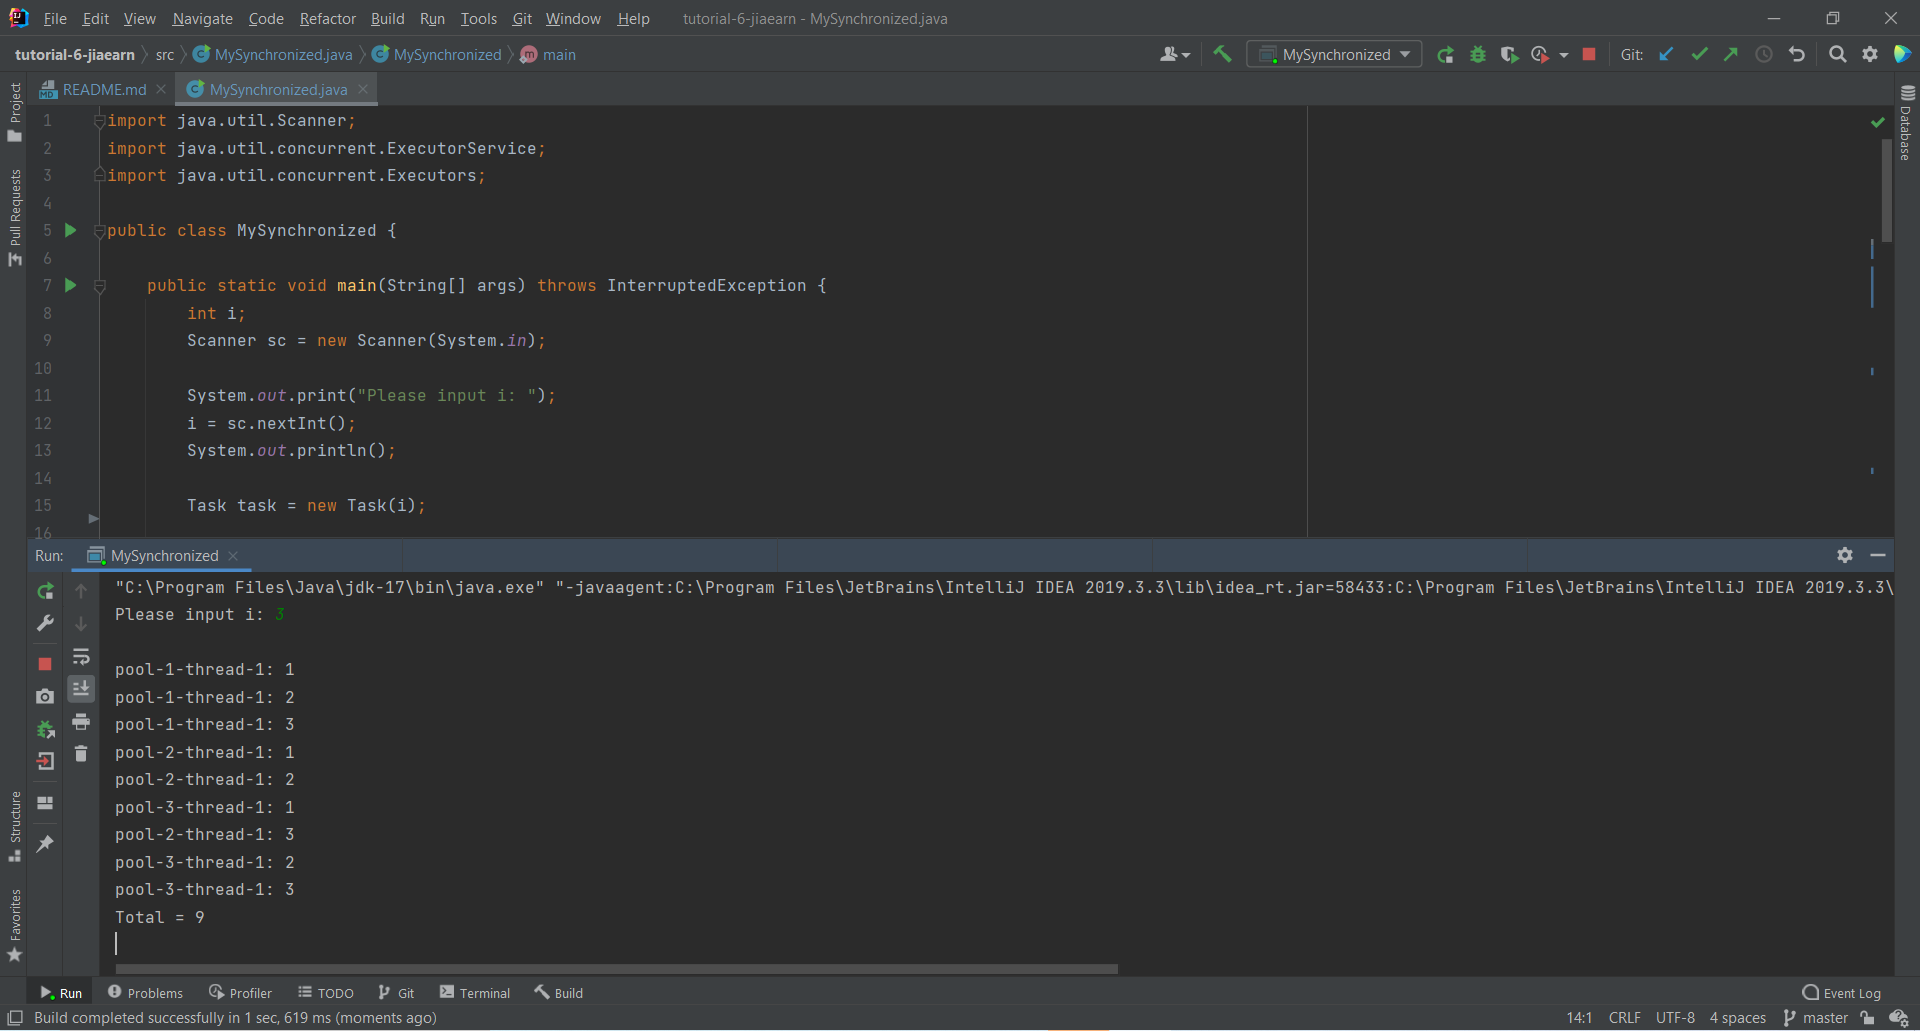 File Edit View Navigate Code Refactor Build Run Tools Git Window Help tutorial-6-jiaearn - MySynchronized.java
tutorial-6-jiaearn src MySynchronized.java MySynchronized main MySynchronized Git:
README.md MySynchronized.java
Project
Pull Requests
Structure
Favorites
Database
1 import java.util.Scanner;
2 import java.util.concurrent.ExecutorService;
3 import java.util.concurrent.Executors;
4
5 public class MySynchronized {
6
7 public static void main(String[] args) throws InterruptedException {
8 int i;
9 Scanner sc = new Scanner(System.in);
10
11 System.out.print("Please input i: ");
12 i = sc.nextInt();
13 System.out.println();
14
15 Task task = new Task(i);
16
Run: MySynchronized
"C:\Program Files\Java\jdk-17\bin\java.exe" "-javaagent:C:\Program Files\JetBrains\IntelliJ IDEA 2019.3.3\lib\idea_rt.jar=58433:C:\Program Files\JetBrains\IntelliJ IDEA 2019.3.3\
Please input i: 3
pool-1-thread-1: 1
pool-1-thread-1: 2
pool-1-thread-1: 3
pool-2-thread-1: 1
pool-2-thread-1: 2
pool-3-thread-1: 1
pool-2-thread-1: 3
pool-3-thread-1: 2
pool-3-thread-1: 3
Total = 9
Run Problems Profiler TODO Git Terminal Build Event Log
Build completed successfully in 1 sec, 619 ms (moments ago) 14:1 CRLF UTF-8 4 spaces master